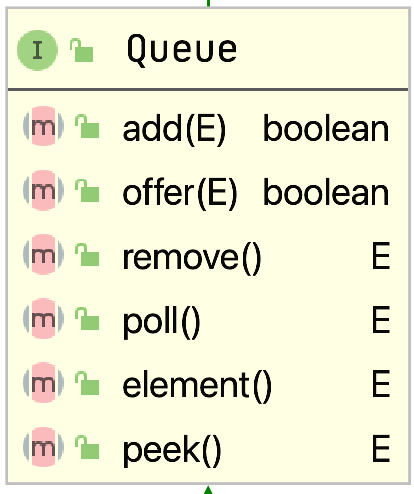 I Queue
m add(E) boolean
m offer(E) boolean
m remove() E
m poll() E
m element() E
m peek() E